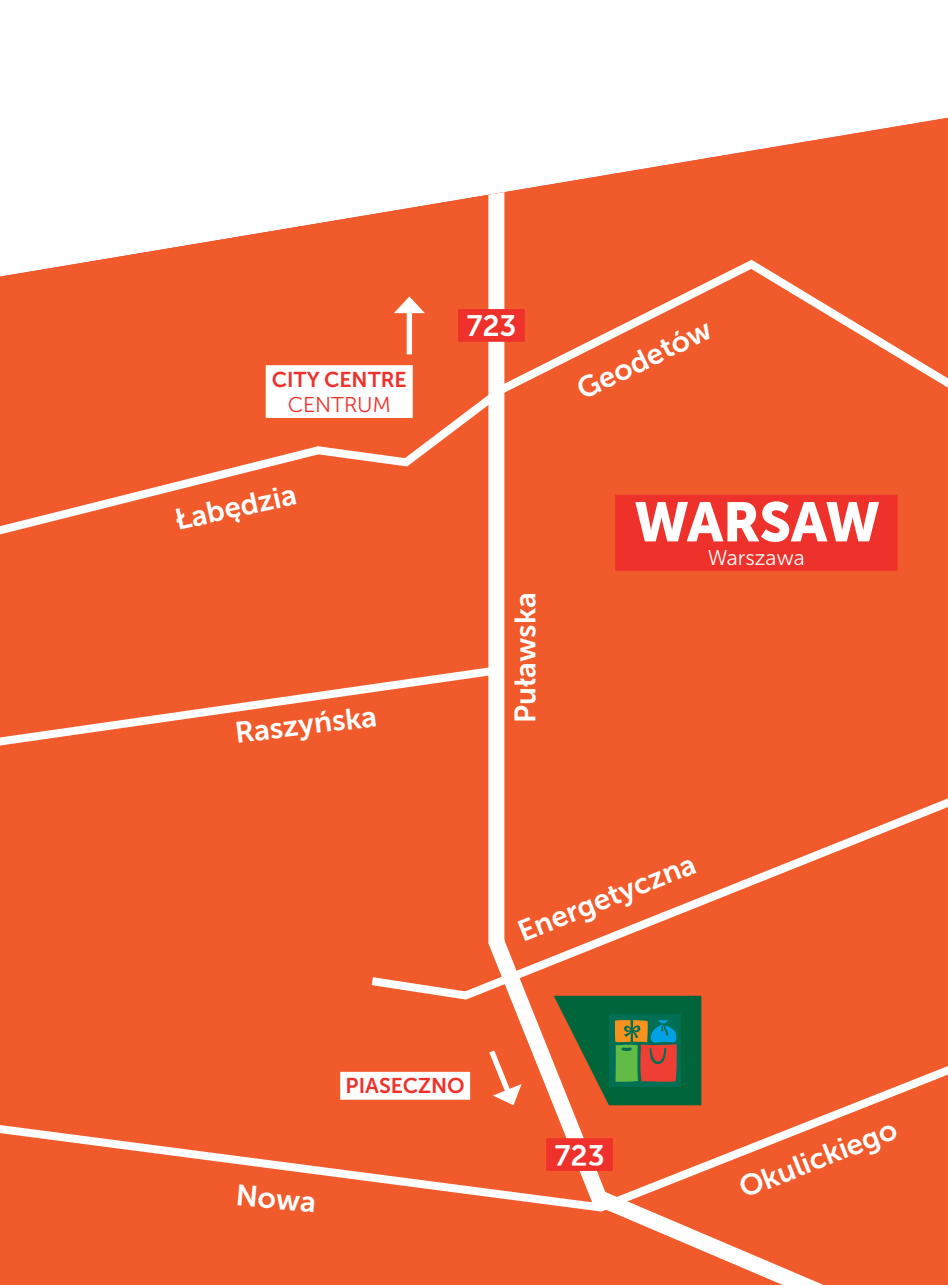 723
Geodetów
CITY CENTRE
CENTRUM
Łabędzia
WARSAW
Warszawa
Puławska
Raszyńska
Energetyczna
PIASECZNO
723
Okulickiego
Nowa